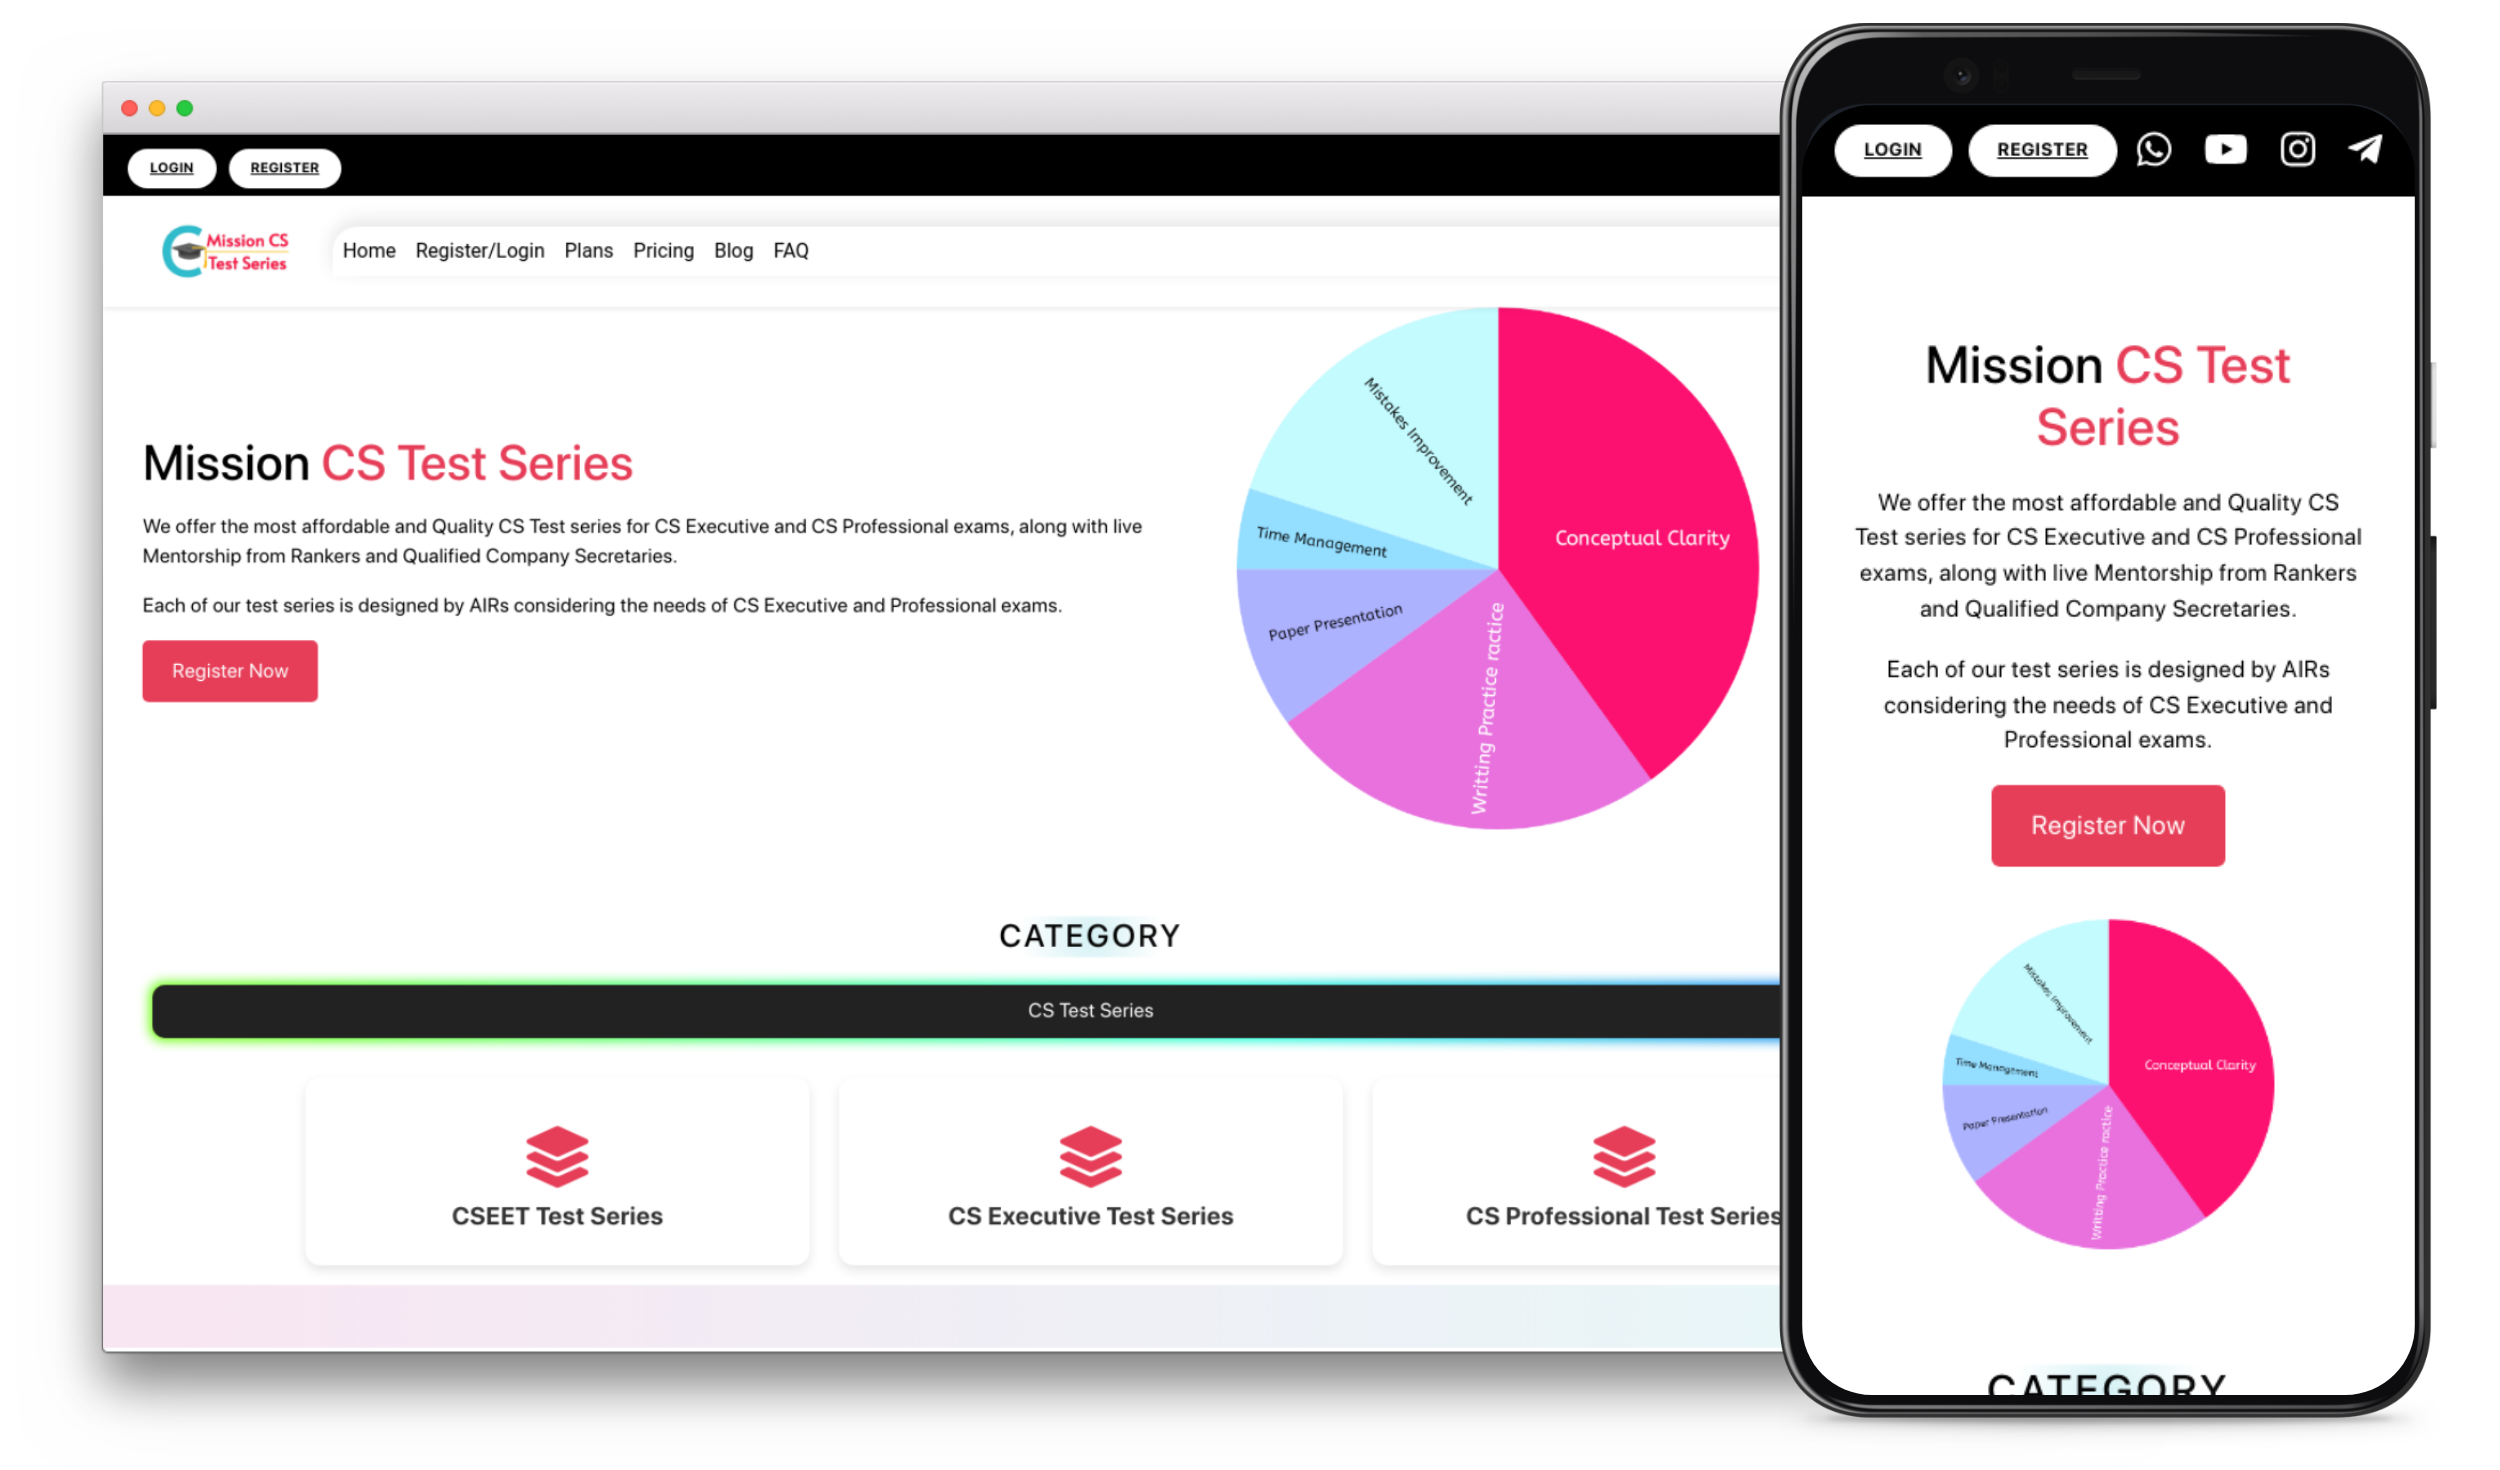 LOGIN
REGISTER
Mission CS
Test Series
Home
Register/Login
Plans
Pricing
Blog
FAQ
Mission CS Test Series
We offer the most affordable and Quality CS Test series for CS Executive and CS Professional exams, along with live
Mentorship from Rankers and Qualified Company Secretaries.
Each of our test series is designed by AIRs considering the needs of CS Executive and Professional exams.
Register Now
Mistakes Improvement
Conceptual Clarity
Time Management
Paper Presentation
Writting Practice ractice
CATEGORY
CS Test Series
CSEET Test Series
CS Executive Test Series
CS Professional Test Series
LOGIN
REGISTER
Mission CS Test
Series
We offer the most affordable and Quality CS
Test series for CS Executive and CS Professional
exams, along with live Mentorship from Rankers
and Qualified Company Secretaries.
Each of our test series is designed by AIRs
considering the needs of CS Executive and
Professional exams.
Register Now
Mistakes Improvement
Conceptual Clarity
Time Management
Paper Presentation
Writting Practice ractice
CATEGORY